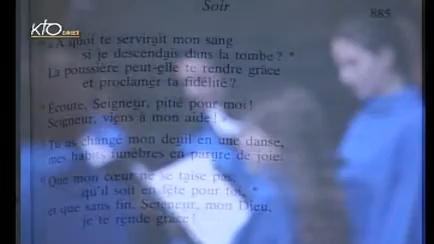 KTO
DIRECT
Soir
885
A quoi te servirait mon sang
si je descendais dans la tombe ? *
La poussière peut-elle te rendre grâce
et proclamer ta fidélité ?
Écoute, Seigneur, pitié pour moi !
Seigneur, viens à mon aide !
Tu as changé mon deuil en une danse,
mes habits funèbres en parure de joie.
Que mon cœur ne se taise pas,
qu'il soit en fête pour toi, *
et que sans fin, Seigneur, mon Dieu,
je te rende grâce !